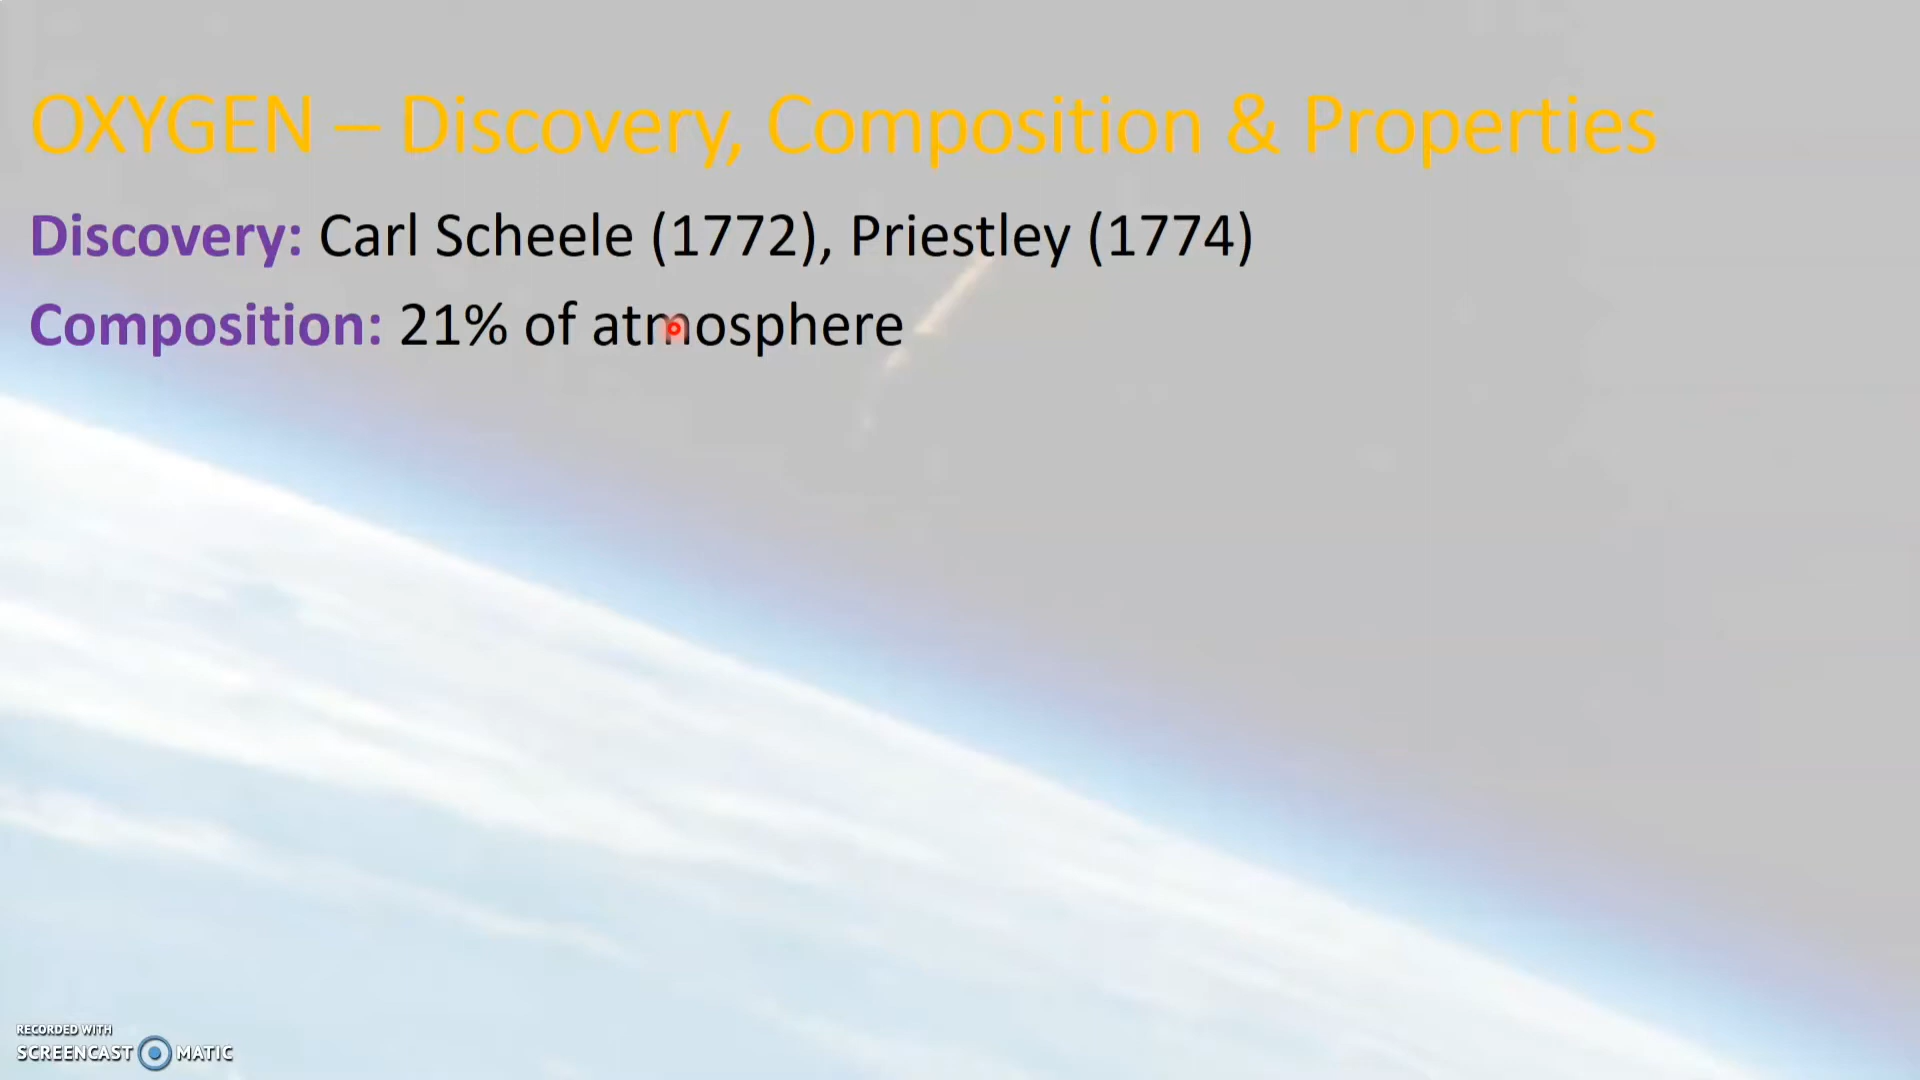 OXYGEN – Discovery, Composition & Properties
Discovery: Carl Scheele (1772), Priestley (1774)
Composition: 21% of atmosphere
RECORDED WITH
SCREENCAST MATIC